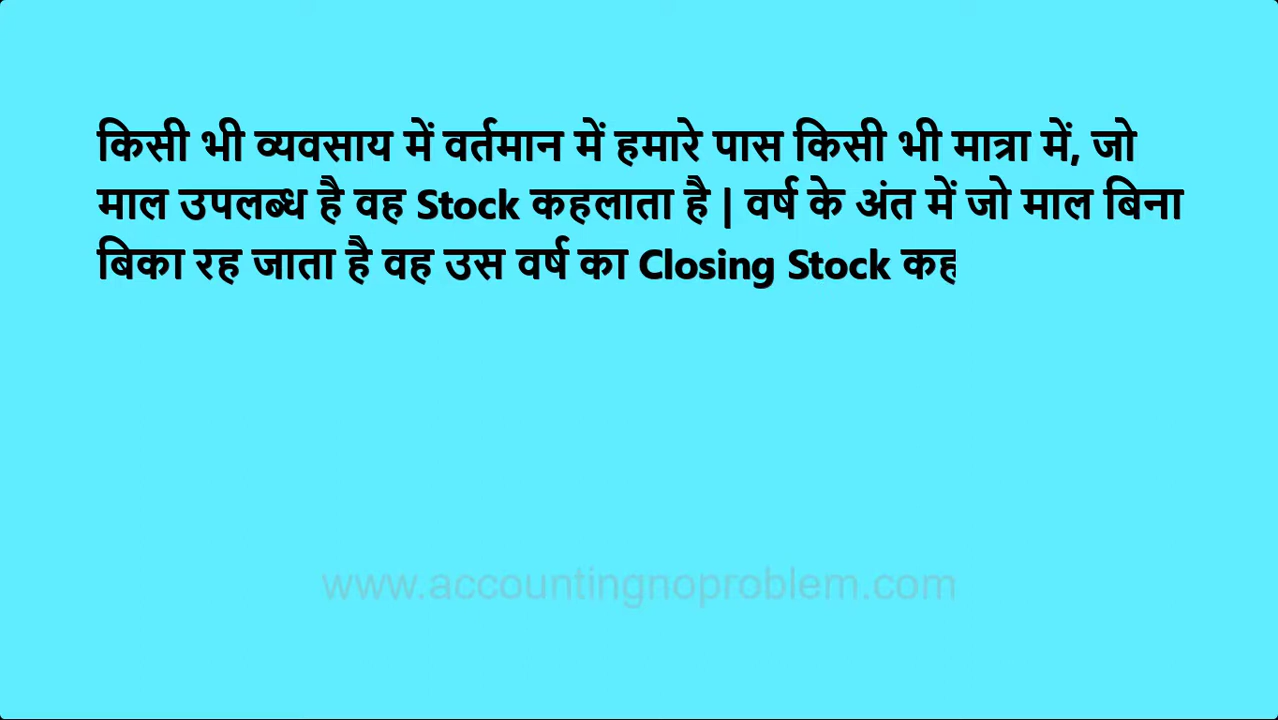 किसी भी व्यवसाय में वर्तमान में हमारे पास किसी भी मात्रा में, जो
माल उपलब्ध है वह Stock कहलाता है | वर्ष के अंत में जो माल बिना
बिका रह जाता है वह उस वर्ष का Closing Stock कह
www.accountingnoproblem.com